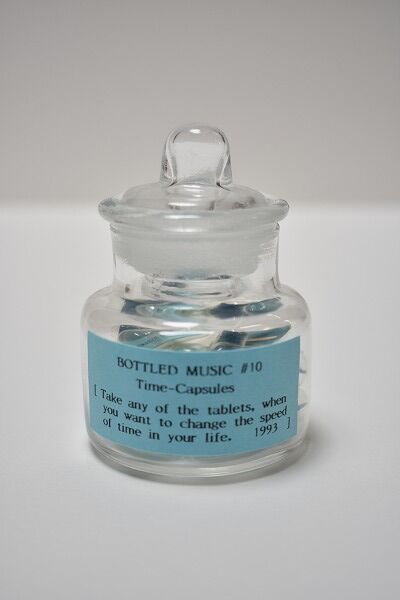 BOTTLED MUSIC #10
Time-Capsules
[ Take any of the tablets, when
you want to change the speed
of time in your life. 1993 ]